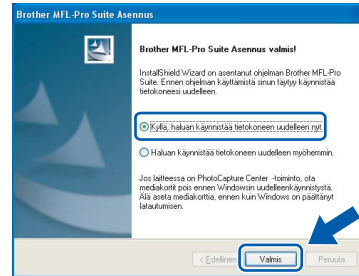 Brother MFL-Pro Suite Asennus
Brother MFL-Pro Suite Asennus valmis!
InstallShield Wizard on asentanut ohjelman Brother MFL-Pro
Suite. Ennen ohjelman käyttämistä sinun täytyy käynnistää
tietokoneesi uudelleen.
Kyllä, haluan käynnistää tietokoneen uudelleen nyt.
Haluan käynnistää tietokoneen uudelleen myöhemmin.
Jos laitteessa on PhotoCapture Center -toiminto, ota
mediakortit pois ennen Windowsin uudelleenkäynnistystä.
Älä aseta mediakorttia, ennen kuin Windows on päättänyt
latautumisen.
< Edellinen Valmis Peruuta